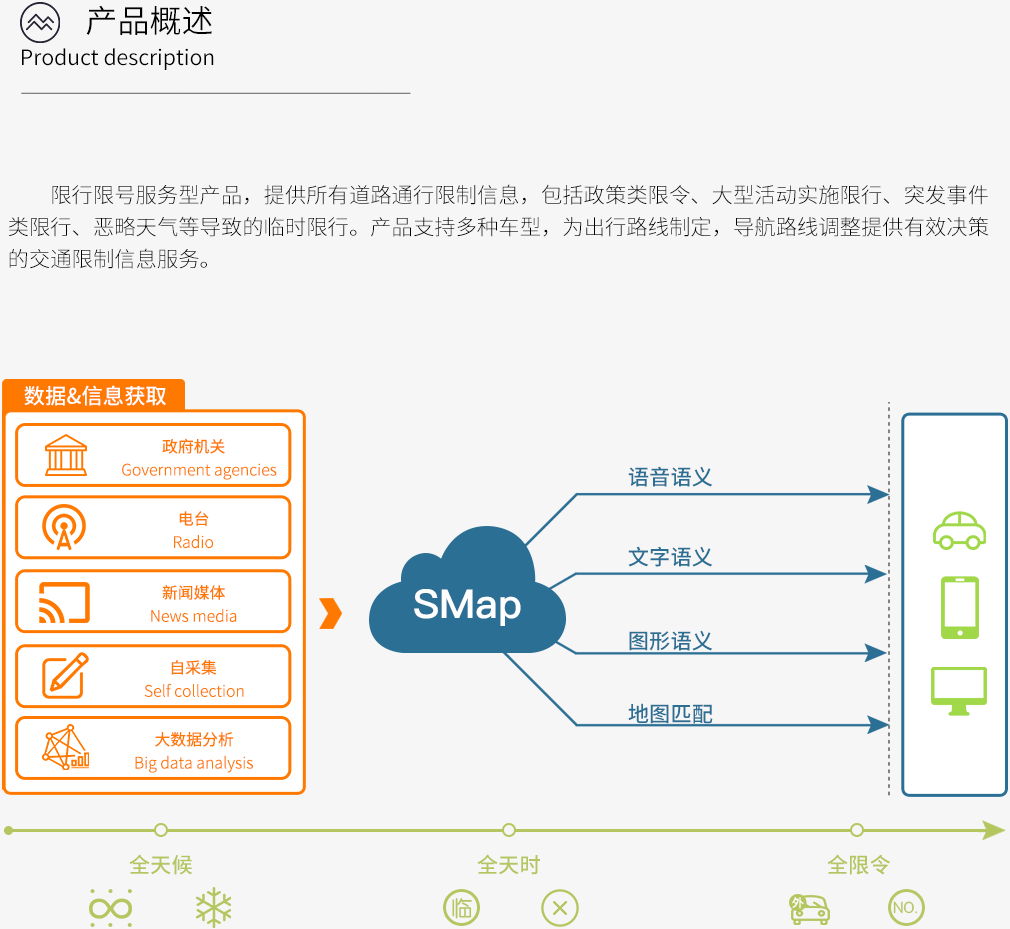 产品概述
Product description
限行限号服务型产品，提供所有道路通行限制信息，包括政策类限令、大型活动实施限行、突发事件
类限行、恶略天气等导致的临时限行。产品支持多种车型，为出行路线制定，导航路线调整提供有效决策
的交通限制信息服务。
数据&信息获取
政府机关
Government agencies
电台
Radio
新闻媒体
News media
自采集
Self collection
大数据分析
Big data analysis
SMap
语音语义
文字语义
图形语义
地图匹配
全天候
全天时
全限令
临
外
NO.